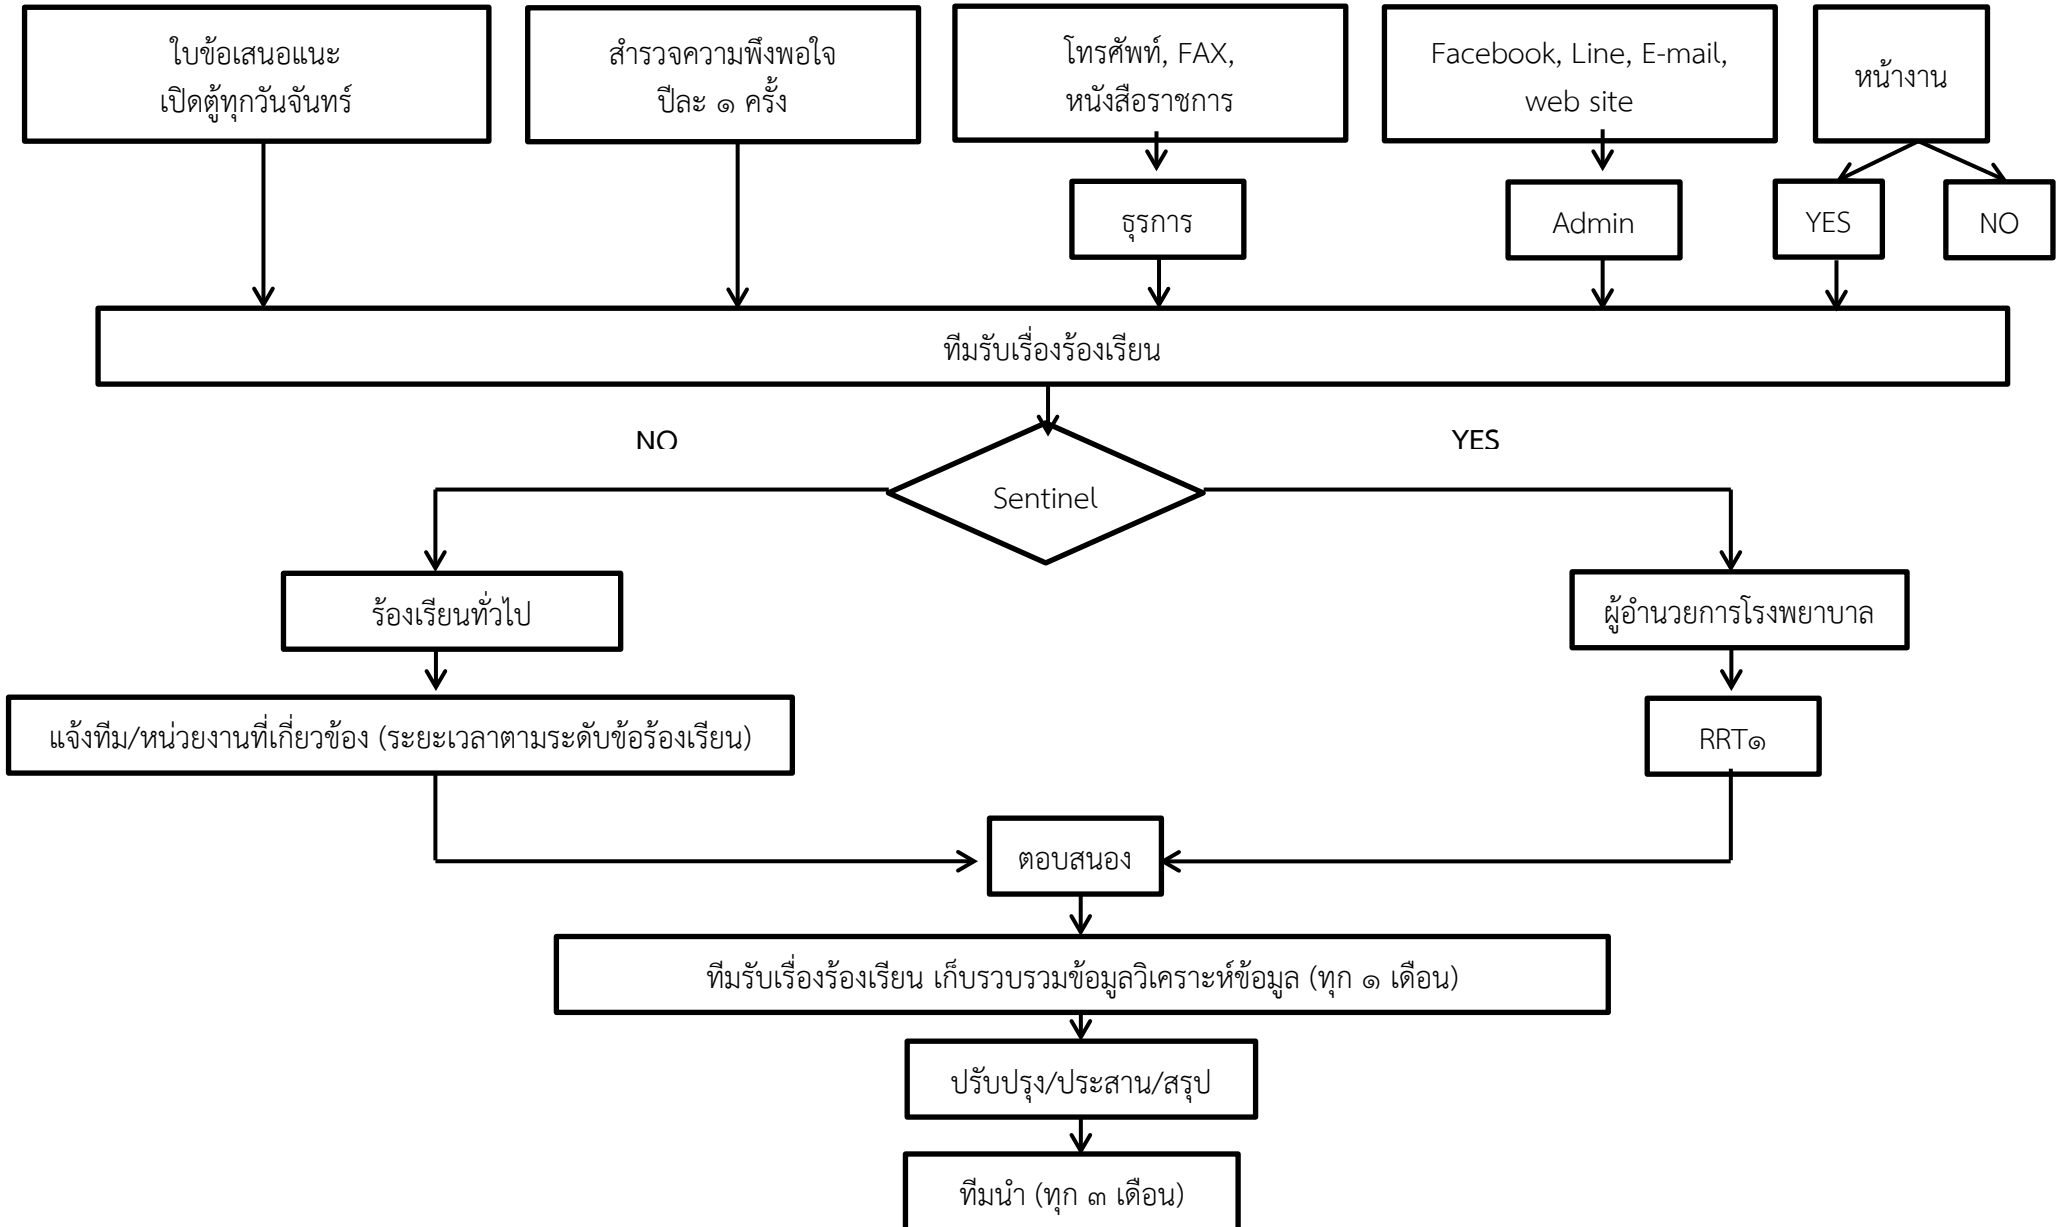 ใบข้อเสนอแนะ
เปิดตู้ทุกวันจันทร์
สำรวจความพึงพอใจ
ปีละ ๑ ครั้ง
โทรศัพท์, FAX,
หนังสือราชการ
Facebook, Line, E-mail,
web site
หน้างาน
ธุรการ
Admin
YES
NO
ทีมรับเรื่องร้องเรียน
NO
YES
Sentinel
ร้องเรียนทั่วไป
ผู้อำนวยการโรงพยาบาล
แจ้งทีม/หน่วยงานที่เกี่ยวข้อง (ระยะเวลาตามระดับข้อร้องเรียน)
RRT๑
ตอบสนอง
ทีมรับเรื่องร้องเรียน เก็บรวบรวมข้อมูลวิเคราะห์ข้อมูล (ทุก ๑ เดือน)
ปรับปรุง/ประสาน/สรุป
ทีมนำ (ทุก ๓ เดือน)